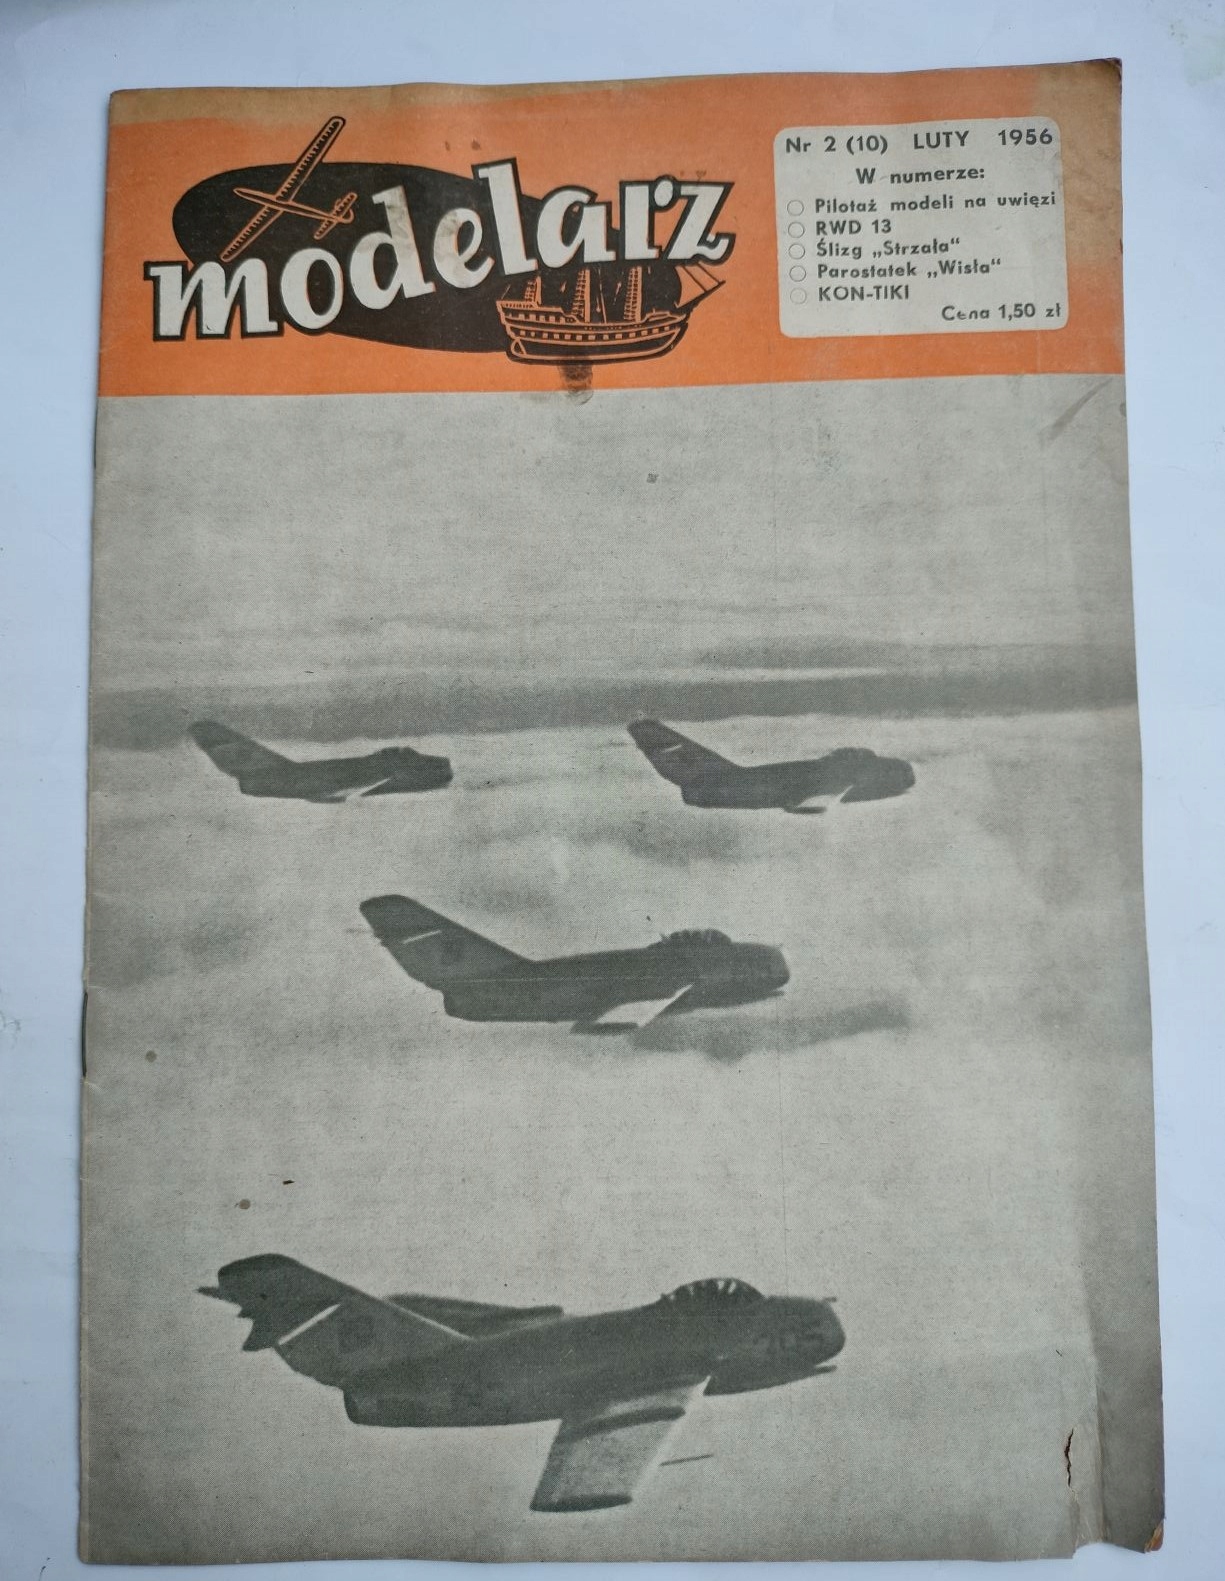 modelarz
Nr 2 (10) LUTY 1956
W numerze:
Pilotaż modeli na uwięzi
RWD 13
Ślizg „Strzała“
Parostatek „Wisła“
KON-TIKI
Cena 1,50 zł
205